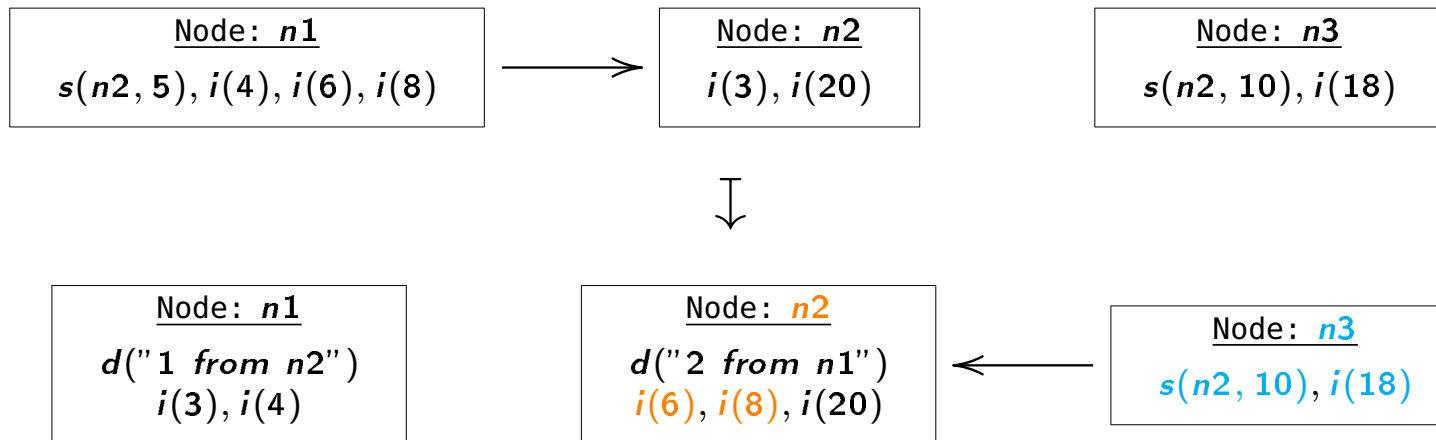 Node: n1
s(n2, 5), i(4), i(6), i(8)
Node: n2
i(3), i(20)
Node: n3
s(n2, 10), i(18)
Node: n1
d("1 from n2")
i(3), i(4)
Node: n2
d("2 from n1")
i(6), i(8), i(20)
Node: n3
s(n2, 10), i(18)